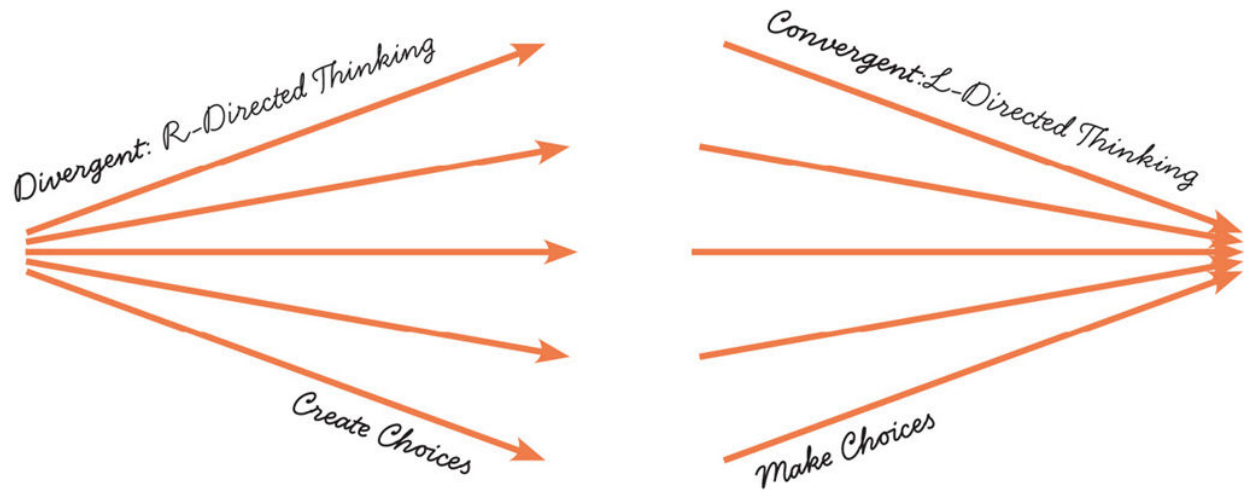 Divergent: R-Directed Thinking
Create Choices
Convergent:L-Directed Thinking
Make Choices